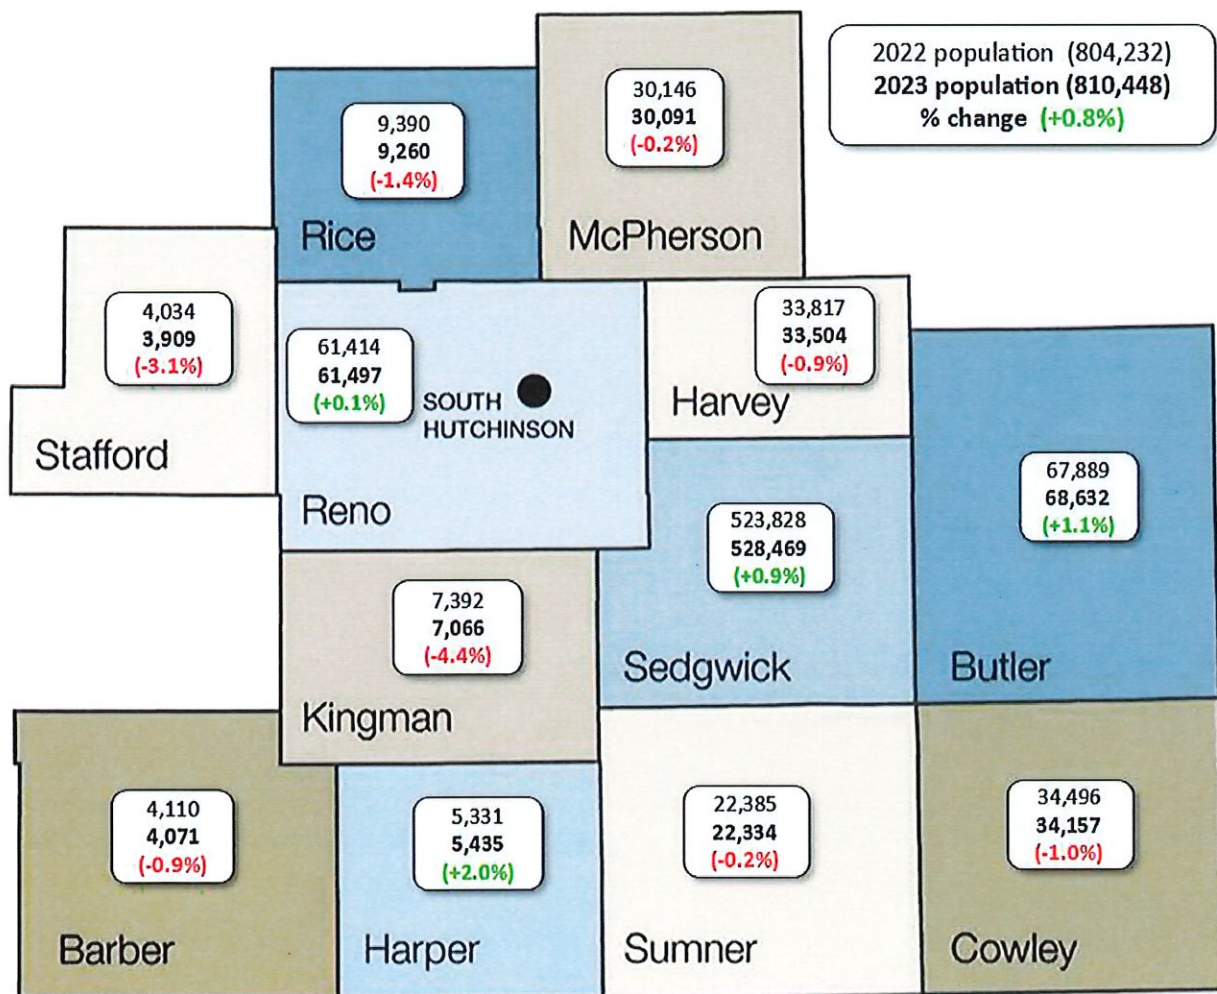 2022 population (804,232)
2023 population (810,448)
% change (+0.8%)
30,146
30,091
(-0.2%)
McPherson
9,390
9,260
(-1.4%)
Rice
4,034
3,909
(-3.1%)
Stafford
61,414
61,497
(+0.1%)
SOUTH
HUTCHINSON
Reno
33,817
33,504
(-0.9%)
Harvey
67,889
68,632
(+1.1%)
Butler
523,828
528,469
(+0.9%)
Sedgwick
7,392
7,066
(-4.4%)
Kingman
4,110
4,071
(-0.9%)
Barber
5,331
5,435
(+2.0%)
Harper
22,385
22,334
(-0.2%)
Sumner
34,496
34,157
(-1.0%)
Cowley